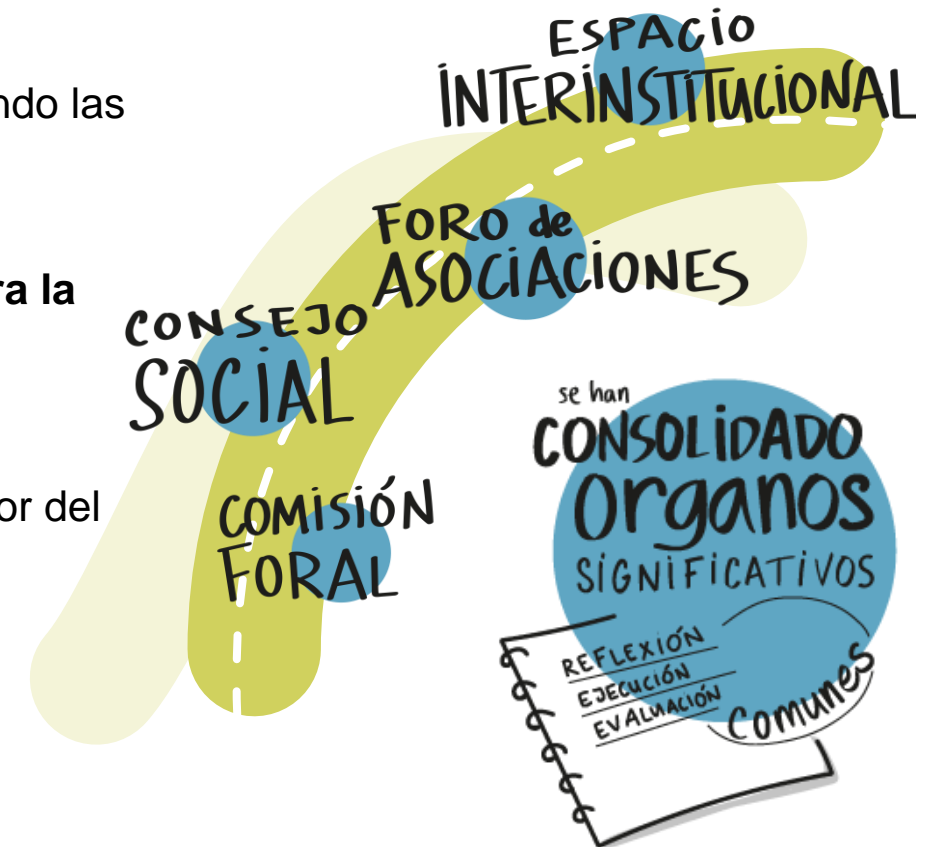 ESPACIO
INTERINSTITUCIONAL
ndo las
FORO de
ASOCIACIONES
ra la
CONSEJO
SOCIAL
se han
CONSOLIDADO
Organos
SIGNIFICATIVOS
or del
COMISIÓN
FORAL
REFLEXIÓN
EJECUCIÓN
EVALUACIÓN
comunes